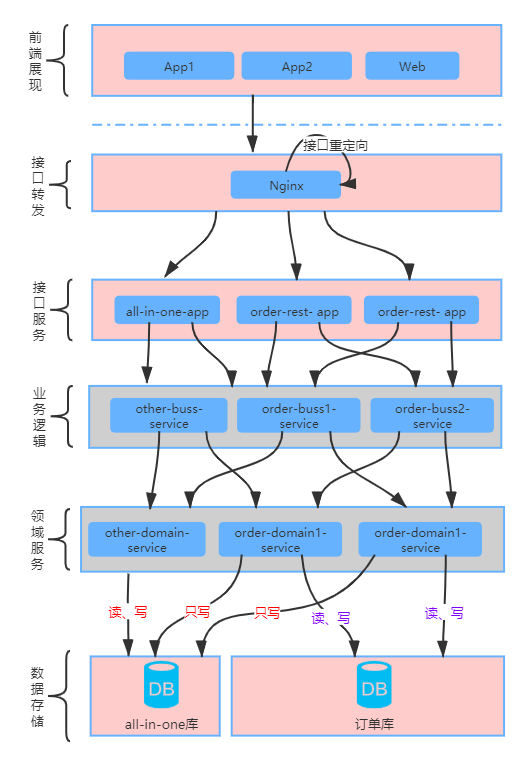 前端展现
App1
App2
Web
接口转发
接口重定向
Nginx
接口服务
all-in-one-app
order-rest- app
order-rest- app
业务逻辑
other-buss-
service
order-buss1-
service
order-buss2-
service
领域服务
other-domain-
service
order-domain1-
service
order-domain1-
service
读、写
只写
只写
读、写
读、写
数据存储
DB
all-in-one库
DB
订单库